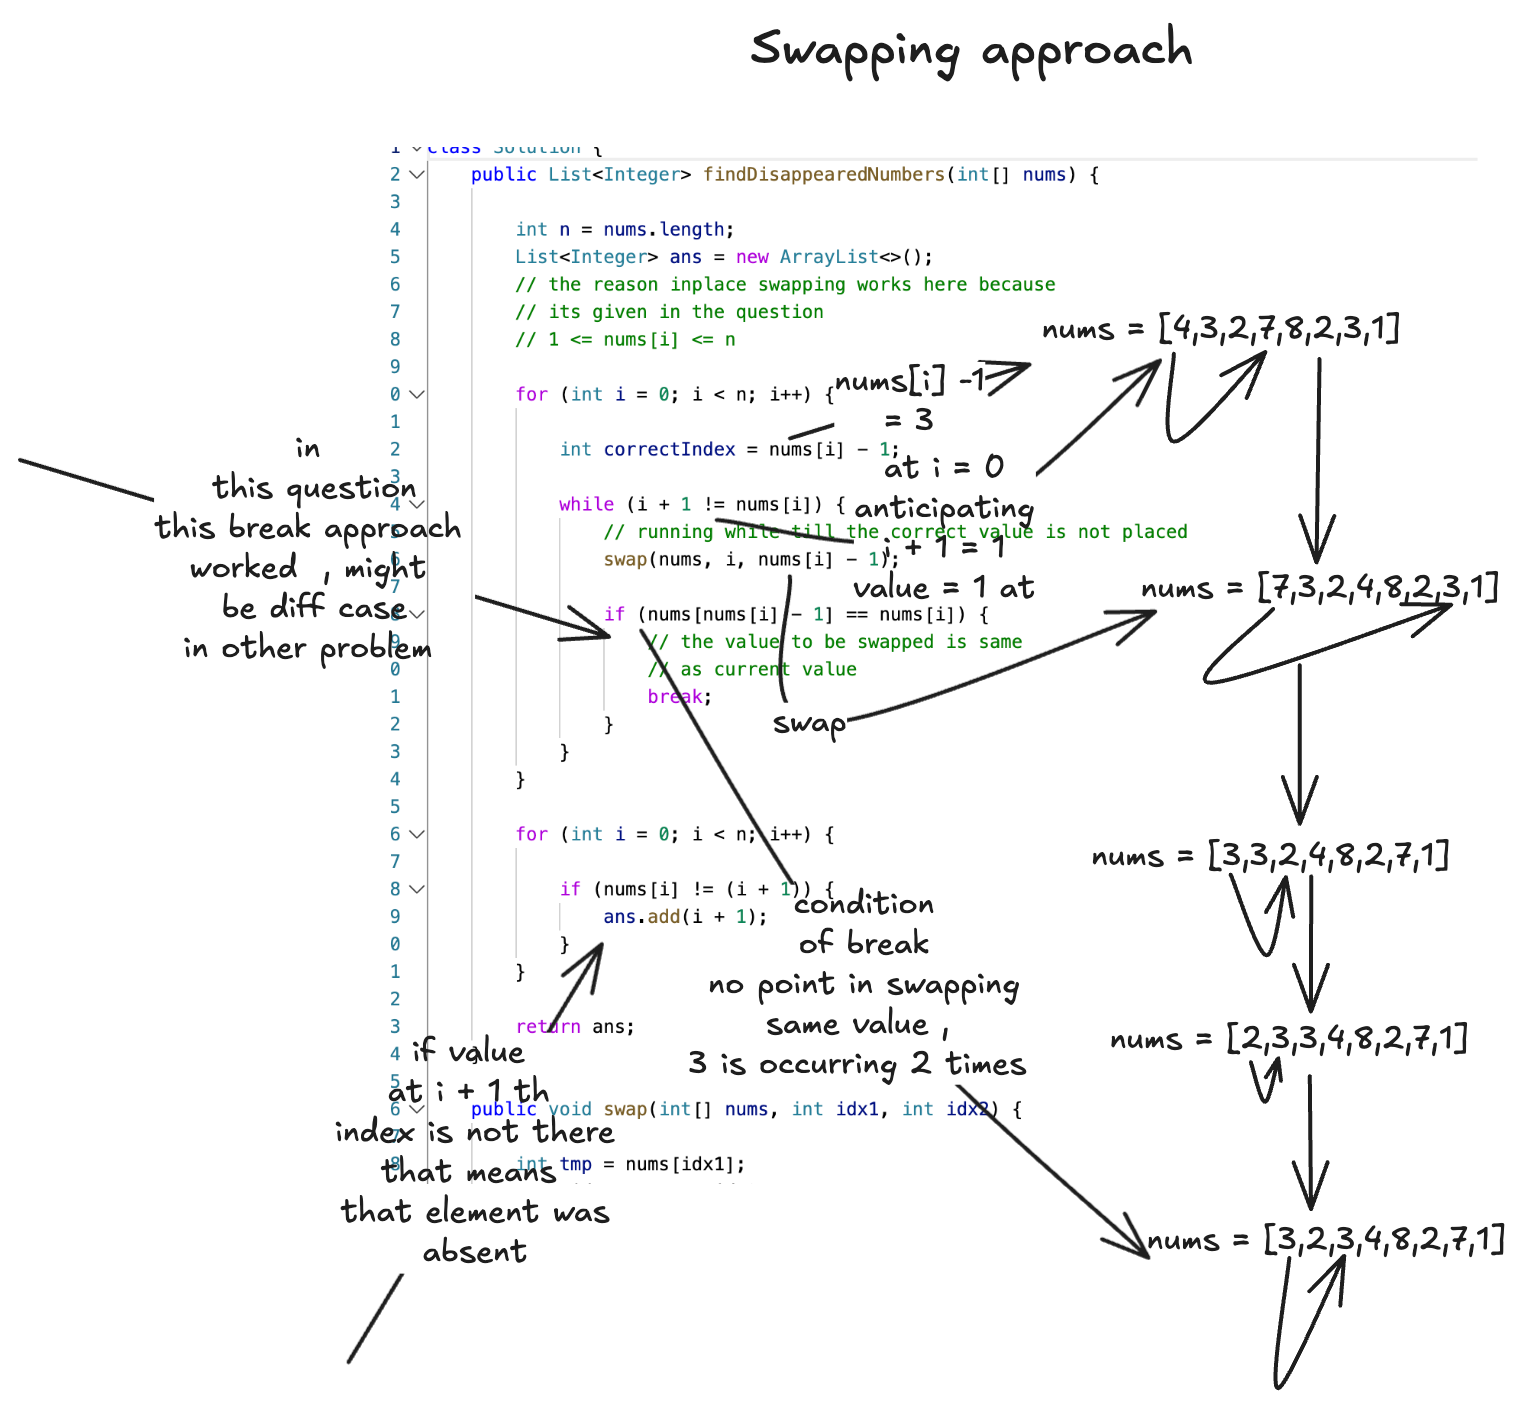 Swapping approach
1 class Solution {
2 public List<Integer> findDisappearedNumbers(int[] nums) {
3
4 int n = nums.length;
5 List<Integer> ans = new ArrayList<>();
6 // the reason inplace swapping works here because
7 // its given in the question
8 // 1 <= nums[i] <= n
9
0 for (int i = 0; i < n; i++) {
1
2 int correctIndex = nums[i] - 1;
3
4 while (i + 1 != nums[i]) {
5 // running while till the correct value is not placed
6 swap(nums, i, nums[i] - 1);
7
8 if (nums[nums[i] - 1] == nums[i]) {
9 // the value to be swapped is same
0 // as current value
1 break;
2 }
3 }
4 }
5
6 for (int i = 0; i < n; i++) {
7
8 if (nums[i] != (i + 1)) {
9 ans.add(i + 1);
0 }
1 }
2
3 return ans;
4 }
5
6 public void swap(int[] nums, int idx1, int idx2) {
7
8 int tmp = nums[idx1];
in
this question
this break approach
worked , might
be diff case
in other problem
nums[i] -1
= 3
at i = 0
anticipating
i + 1 = 1
value = 1 at
swap
condition
of break
no point in swapping
same value ,
3 is occurring 2 times
if value
at i + 1 th
index is not there
that means
that element was
absent
nums = [4,3,2,7,8,2,3,1]
nums = [7,3,2,4,8,2,3,1]
nums = [3,3,2,4,8,2,7,1]
nums = [2,3,3,4,8,2,7,1]
nums = [3,2,3,4,8,2,7,1]